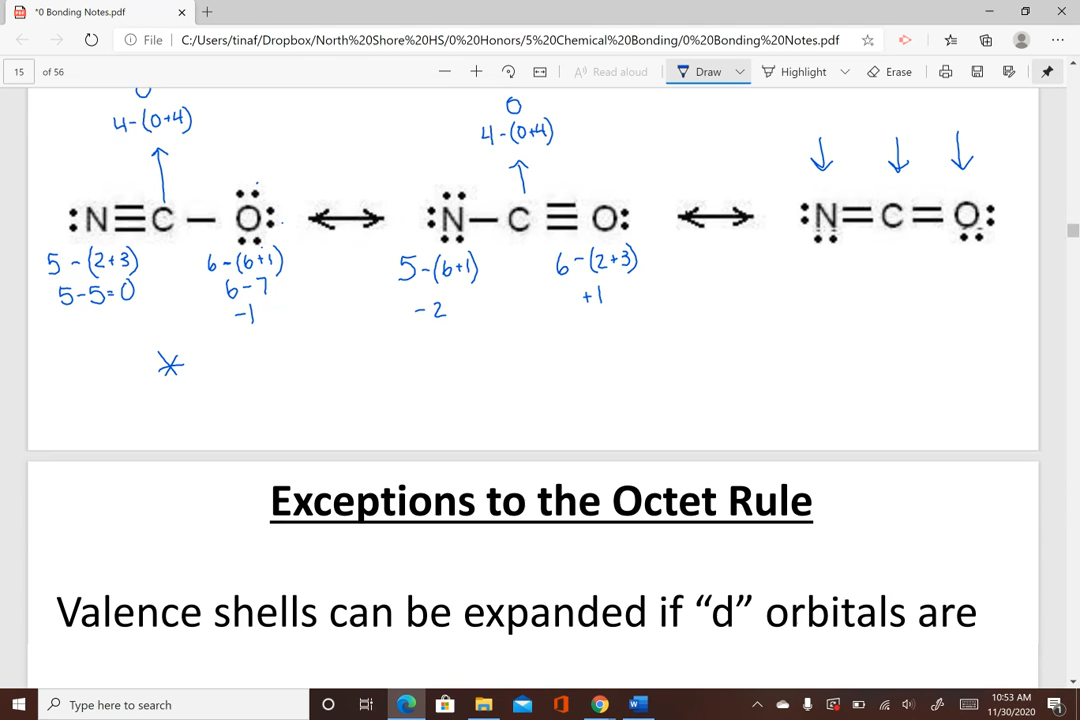 *0 Bonding Notes.pdf
File C:/Users/tinaf/Dropbox/North%20Shore%20HS/0%20Honors/5%20Chemical%20Bonding/0%20Bonding%20Notes.pdf
15 of 56 Read aloud Draw Highlight Erase
0 0
4-(0+4) 4-(0+4)
:N≡C–O: ↔ :N–C≡O: ↔ :N=C=O:
5-(2+3) 6-(6+1) 5-(6+1) 6-(2+3)
5-5=0 6-7 +1
-1 -2
*
Exceptions to the Octet Rule
Valence shells can be expanded if “d” orbitals are
Type here to search
10:53 AM
11/30/2020
1